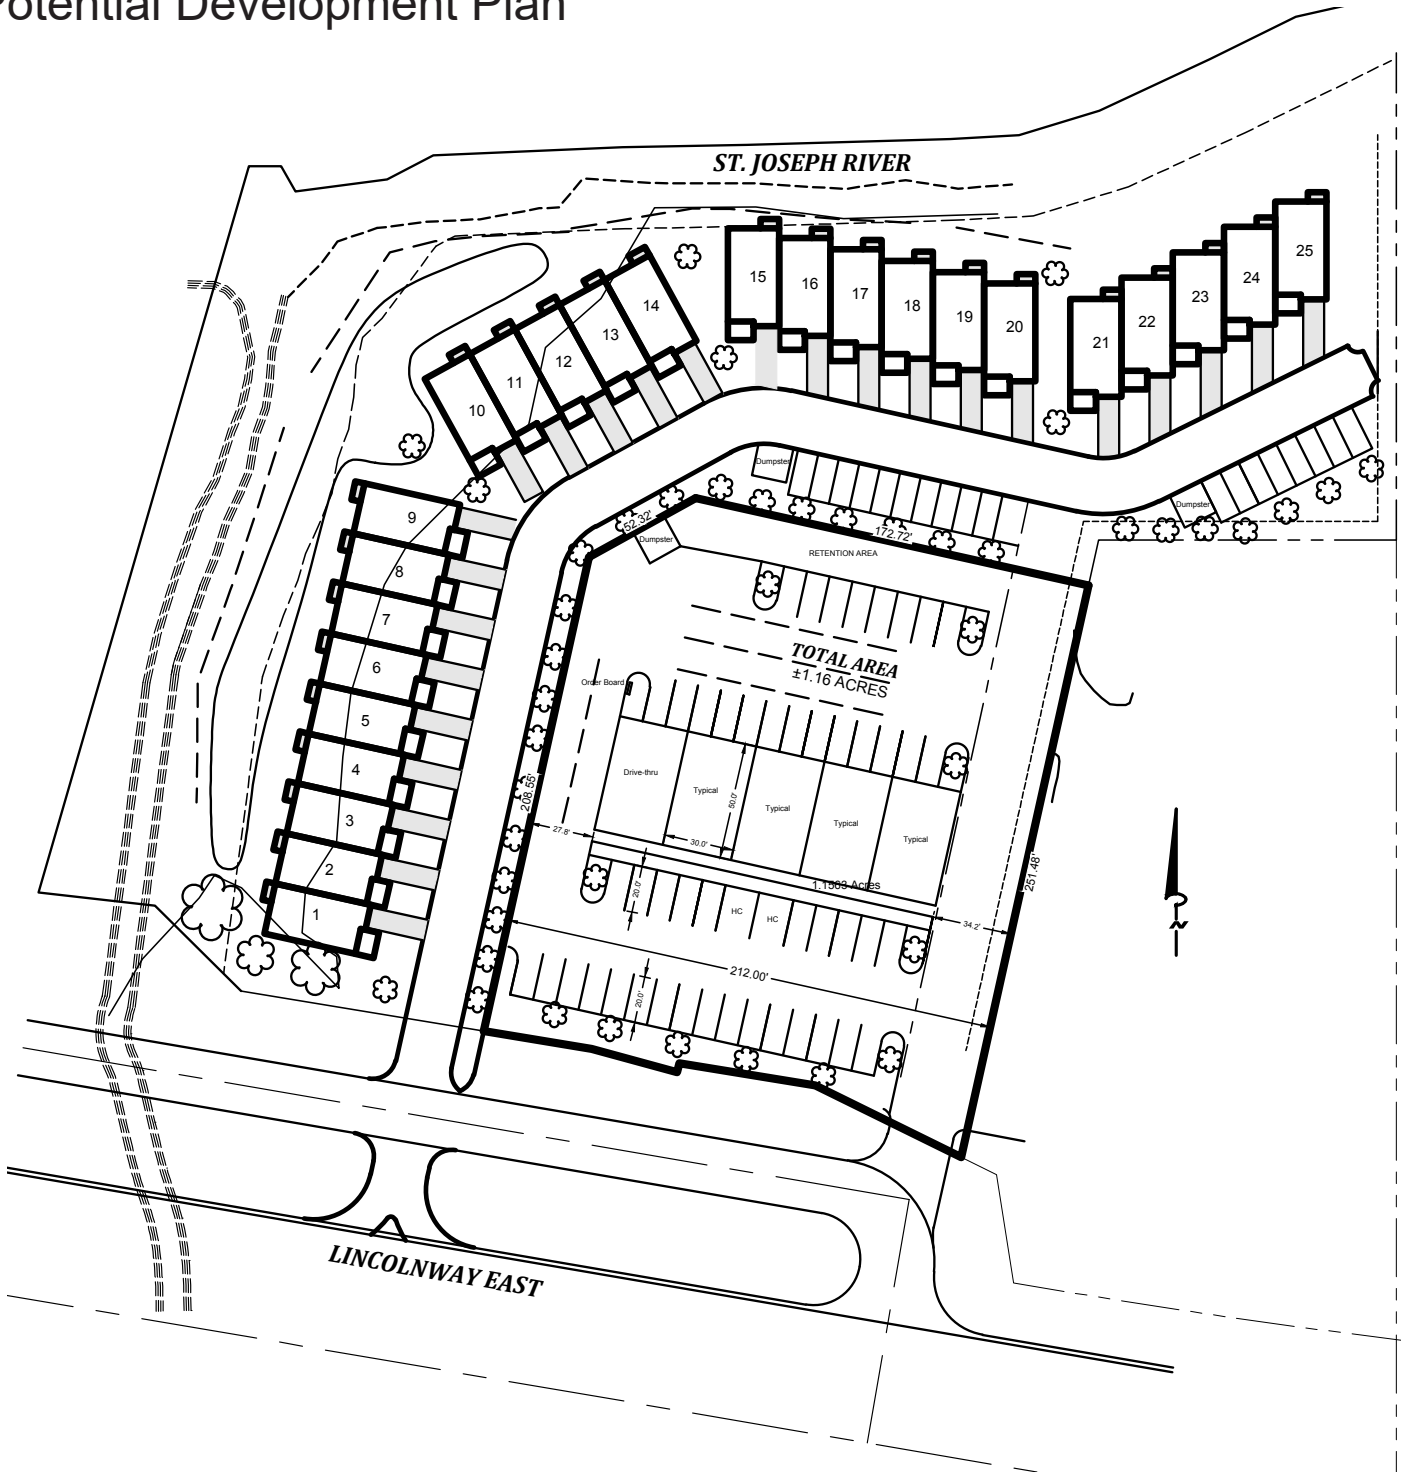 Potential Development Plan
ST. JOSEPH RIVER
25
24
23
22
21
15
16
17
18
19
20
14
13
12
11
10
9
8
7
6
5
4
3
2
1
Dumpster
Dumpster
52.32'
Dumpster
172.72'
RETENTION AREA
TOTAL AREA
±1.16 ACRES
Order Board
Drive-thru
Typical
Typical
Typical
Typical
50.0'
30.0'
27.8'
208.55'
251.48'
1.1563 Acres
20.0'
HC
HC
34.2'
212.00'
20.0'
N
LINCOLNWAY EAST